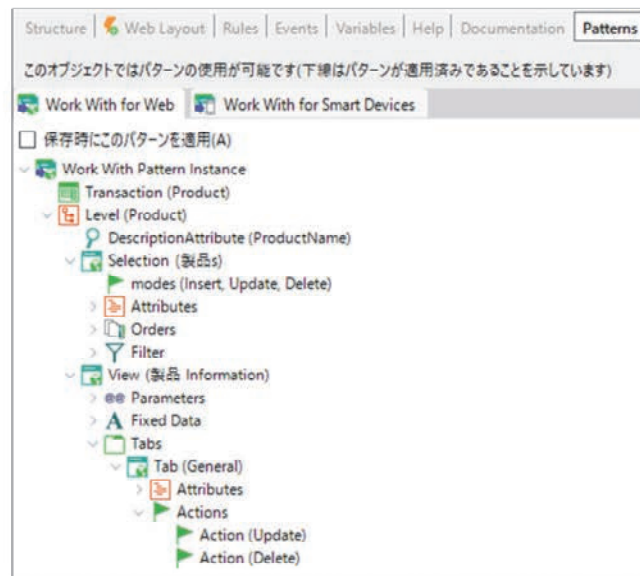 Structure Web Layout Rules Events Variables Help Documentation Patterns
このオブジェクトではパターンの使用が可能です(下線はパターンが適用済みであることを示しています)
Work With for Web Work With for Smart Devices
保存時にこのパターンを適用(A)
Work With Pattern Instance
Transaction (Product)
Level (Product)
DescriptionAttribute (ProductName)
Selection (製品s)
modes (Insert, Update, Delete)
Attributes
Orders
Filter
View (製品 Information)
Parameters
Fixed Data
Tabs
Tab (General)
Attributes
Actions
Action (Update)
Action (Delete)